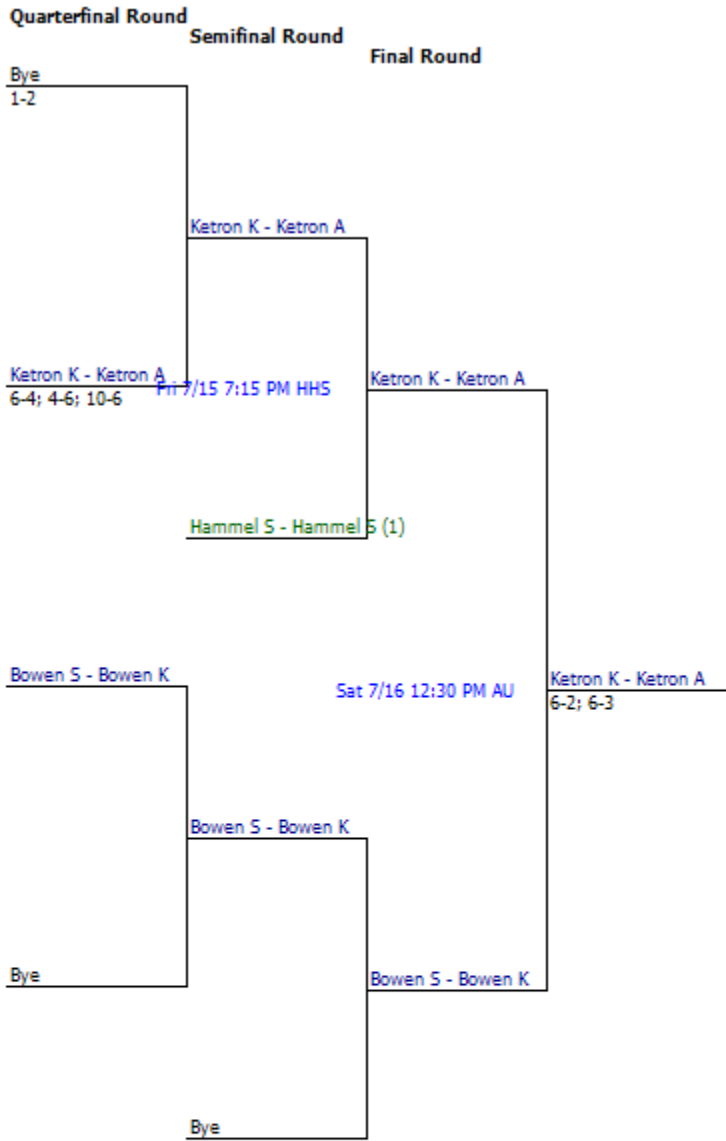 Quarterfinal Round
Semifinal Round
Final Round
Bye
1-2
Ketron K - Ketron A
Ketron K - Ketron A
6-4; 4-6; 10-6
Fri 7/15 7:15 PM HHS
Ketron K - Ketron A
Hammel S - Hammel S (1)
Bowen S - Bowen K
Sat 7/16 12:30 PM AU
Ketron K - Ketron A
6-2; 6-3
Bowen S - Bowen K
Bye
Bowen S - Bowen K
Bye